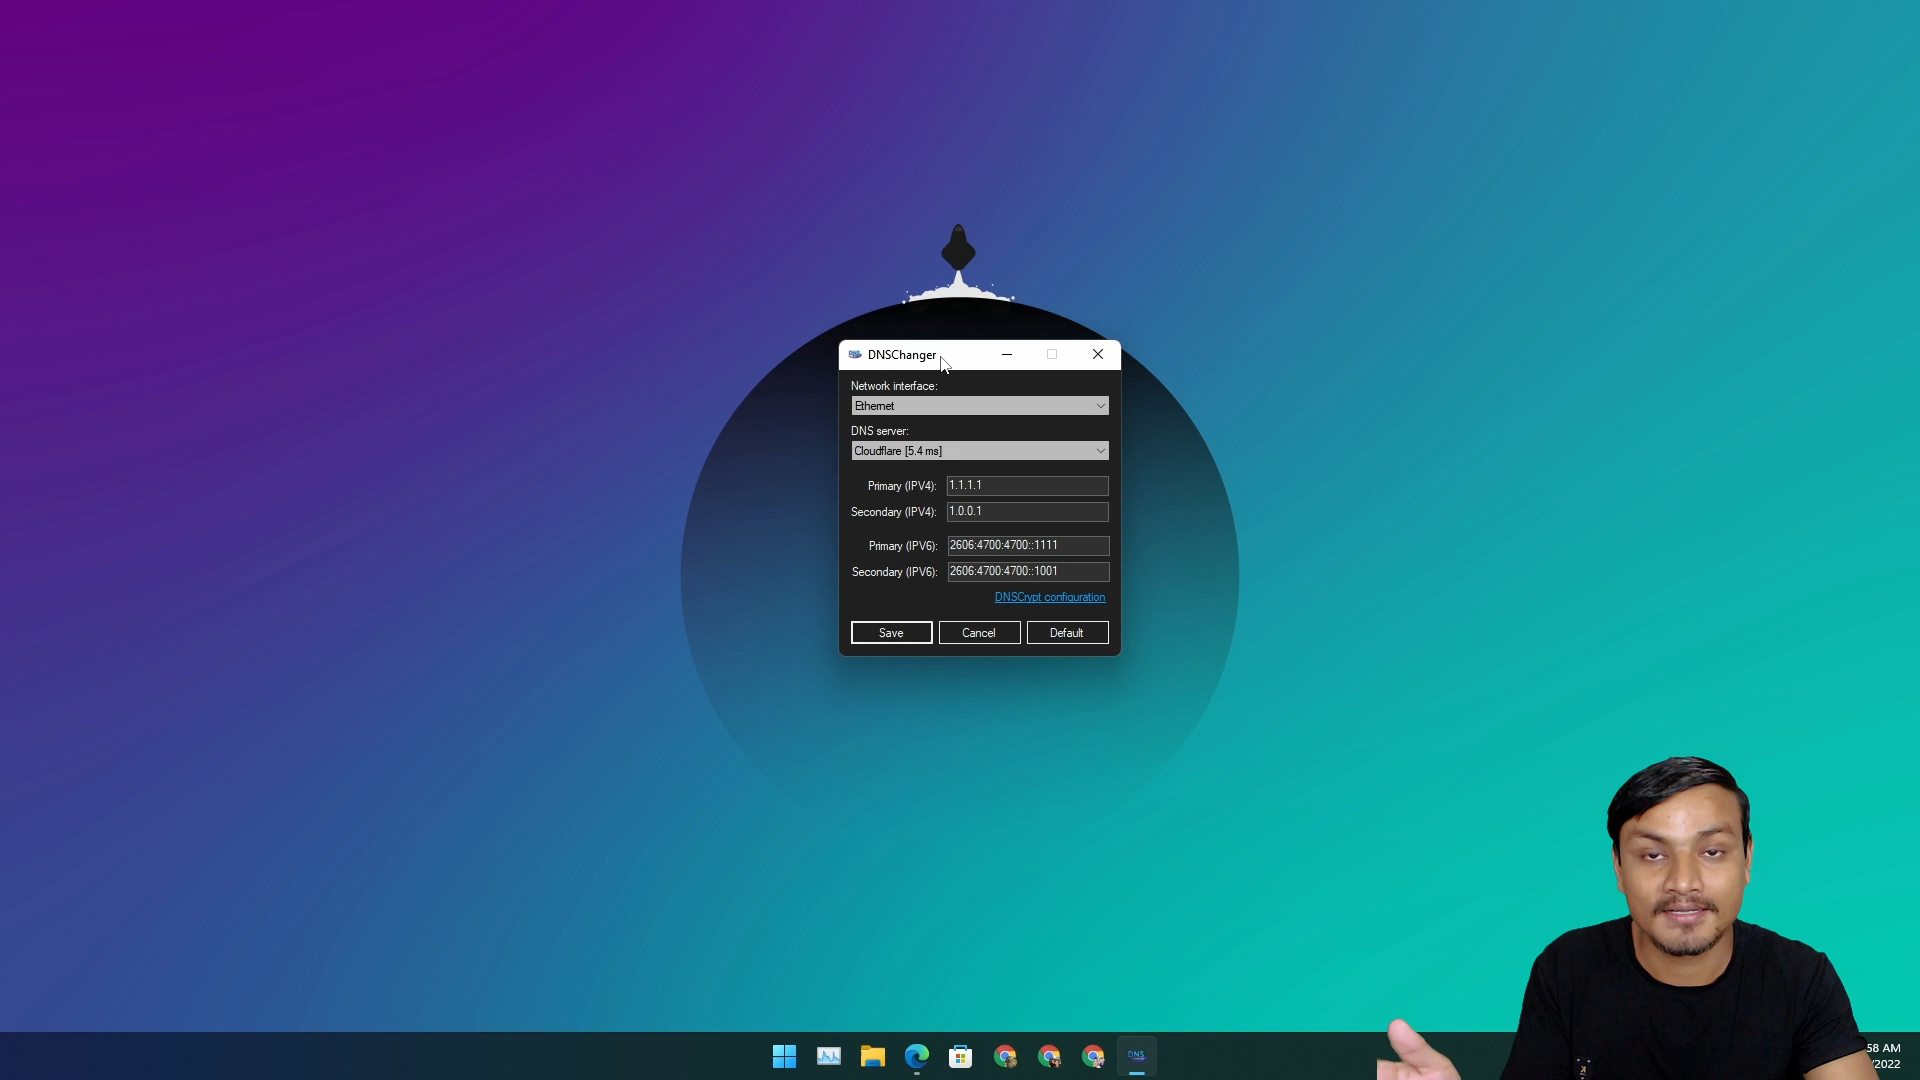 DNSChanger
Network interface:
Ethernet
DNS server:
Cloudflare [5.4 ms]
Primary (IPV4): 1.1.1.1
Secondary (IPV4): 1.0.0.1
Primary (IPV6): 2606:4700:4700::1111
Secondary (IPV6): 2606:4700:4700::1001
DNSCrypt configuration
Save Cancel Default
DNS
58 AM
/2022